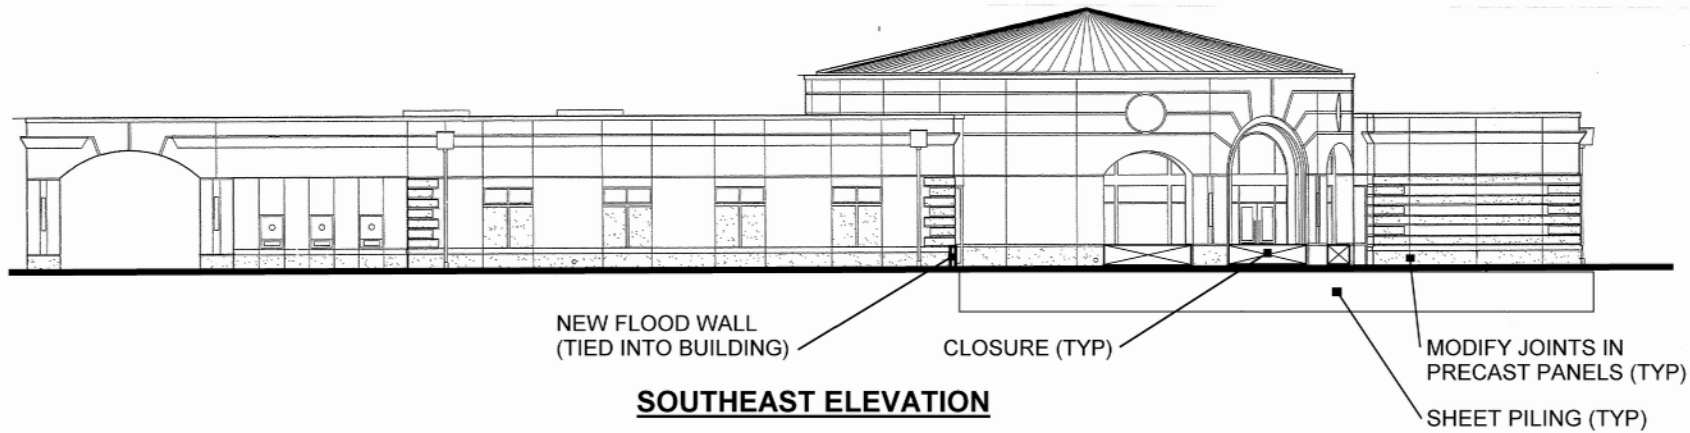 NEW FLOOD WALL
(TIED INTO BUILDING)
CLOSURE (TYP)
MODIFY JOINTS IN
PRECAST PANELS (TYP)
SHEET PILING (TYP)
SOUTHEAST ELEVATION